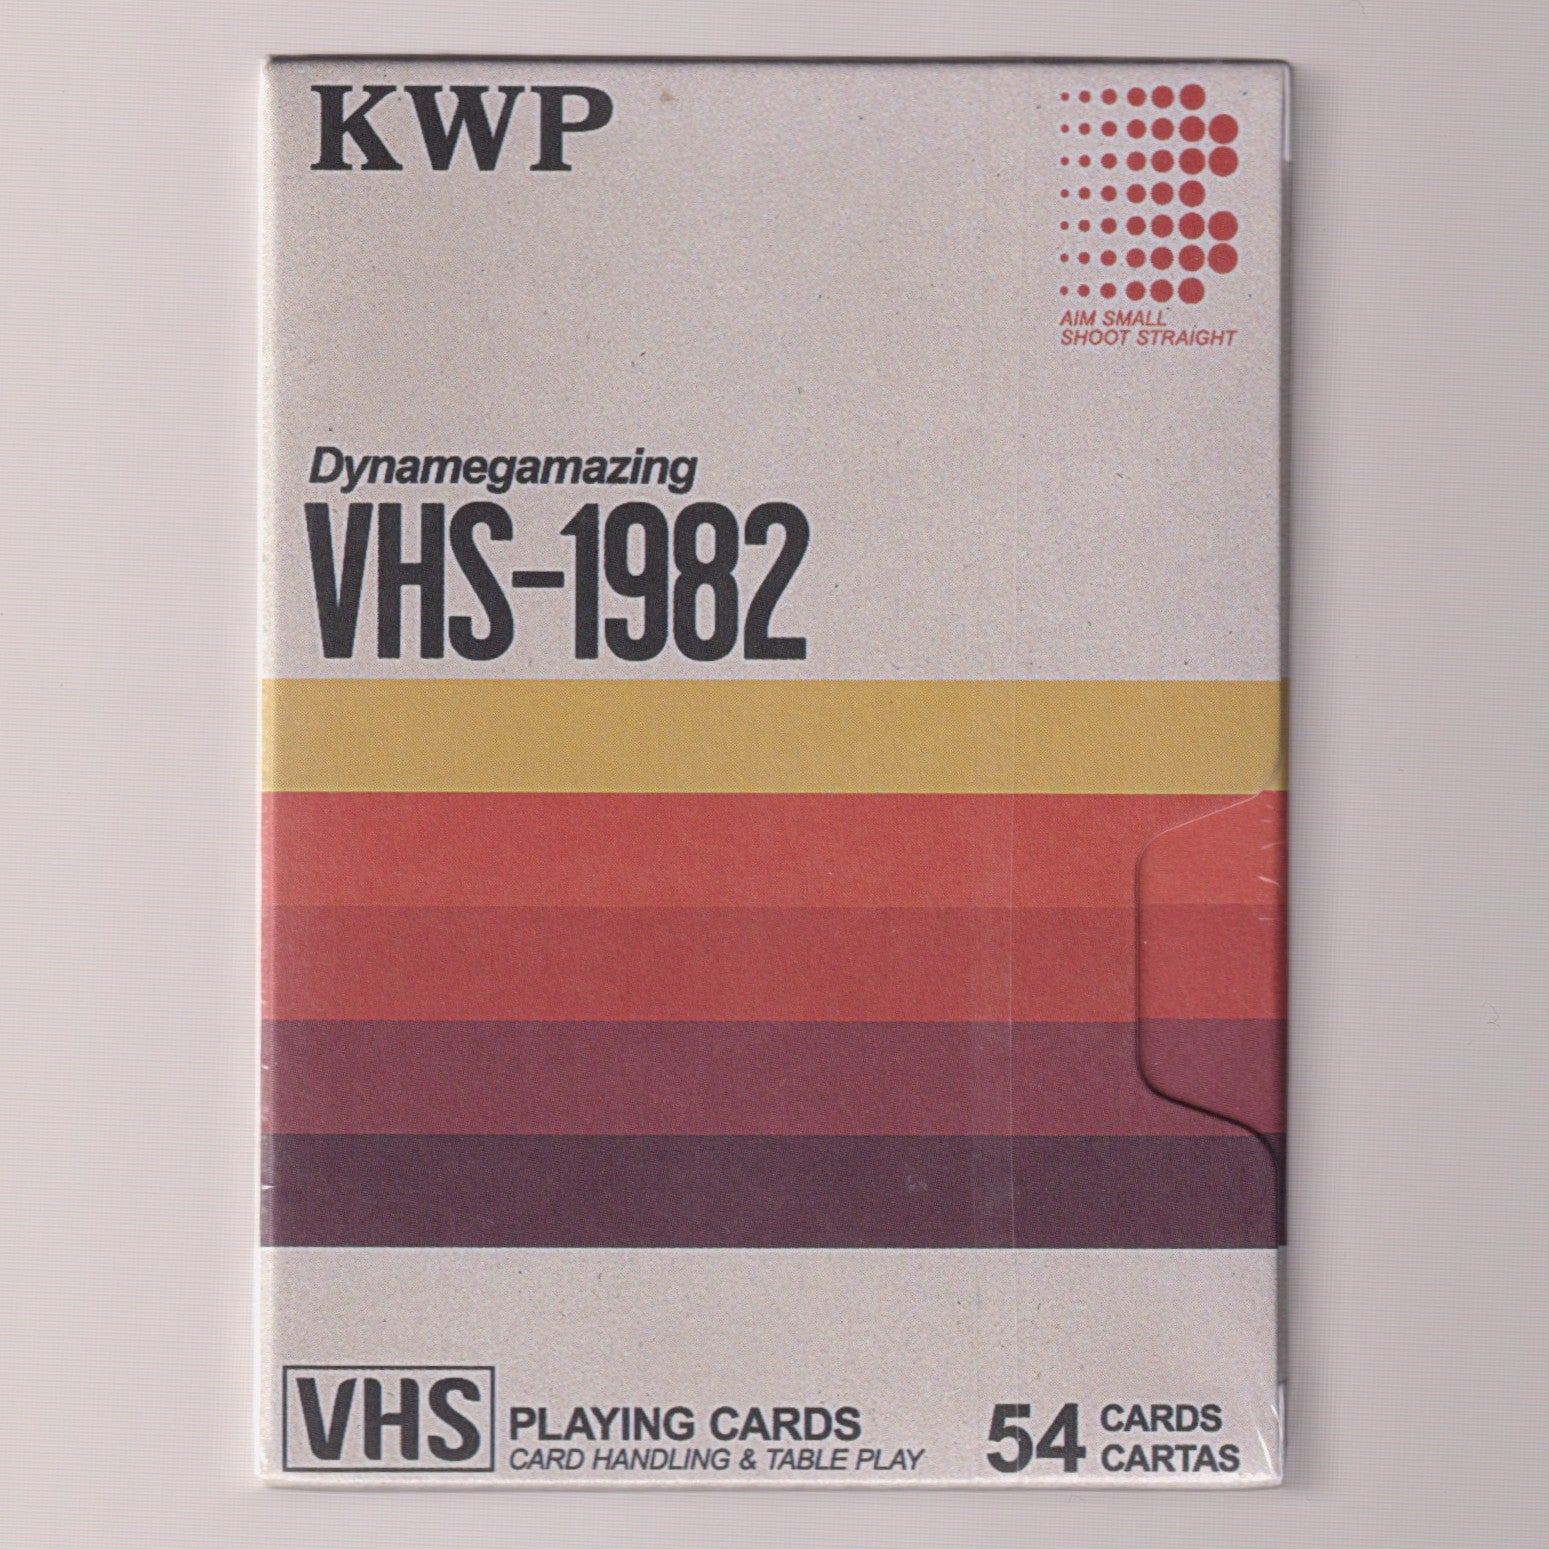 KWP
AIM SMALL
SHOOT STRAIGHT
Dynamegamazing
VHS-1982
VHS
PLAYING CARDS
CARD HANDLING & TABLE PLAY
54
CARDS
CARTAS